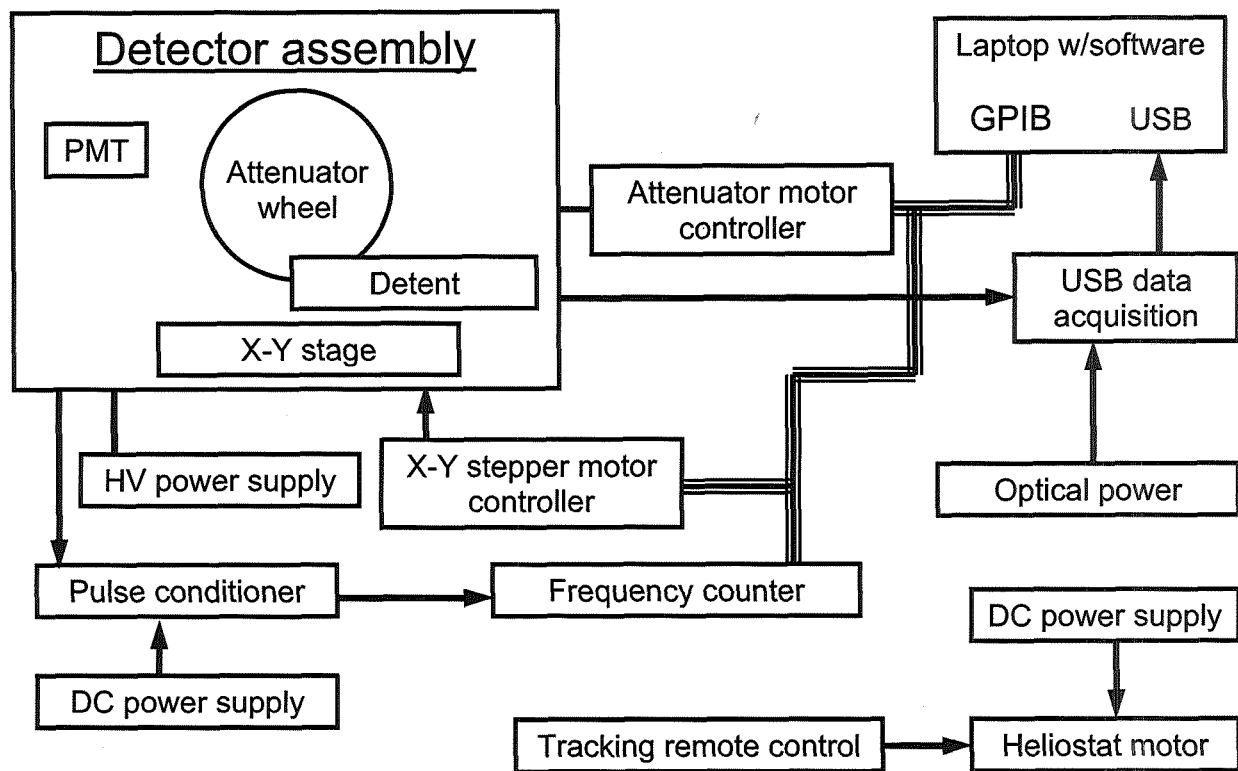 Detector assembly
PMT
Attenuator
wheel
Detent
X-Y stage
Attenuator motor
controller
Laptop w/software
GPIB USB
USB data
acquisition
HV power supply
X-Y stepper motor
controller
Optical power
Pulse conditioner
Frequency counter
DC power supply
DC power supply
Tracking remote control
Heliostat motor